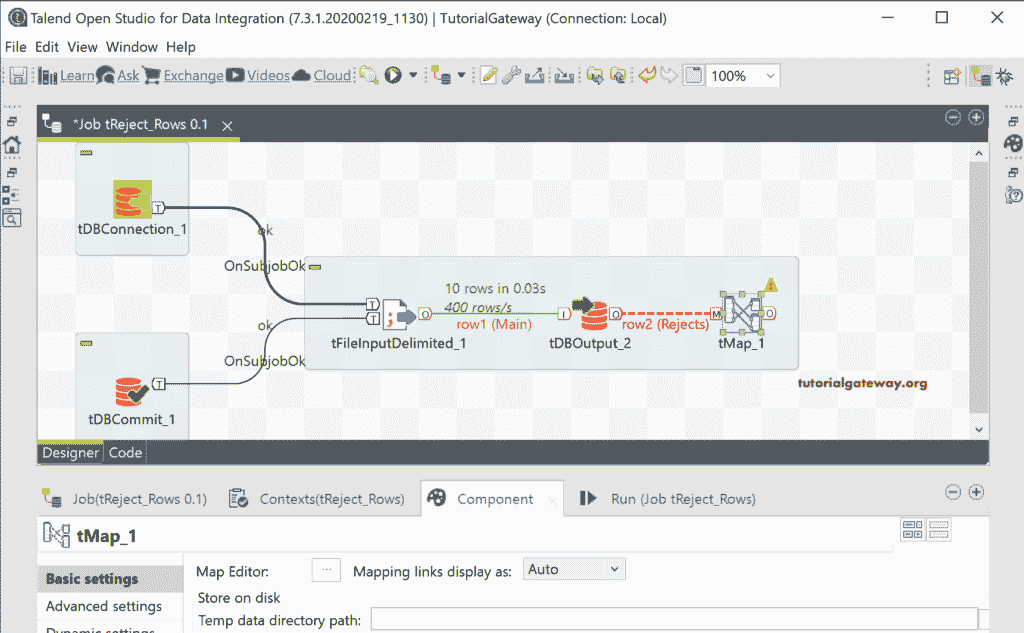 Talend Open Studio for Data Integration (7.3.1.20200219_1130) | TutorialGateway (Connection: Local)
File Edit View Window Help
Learn Ask Exchange Videos Cloud 100%
*Job tReject_Rows 0.1
T
tDBConnection_1
ok
OnSubjobOk
10 rows in 0.03s
400 rows/s
row1 (Main)
row2 (Rejects)
T
T
O
I
O
M
O
tFileInputDelimited_1
tDBOutput_2
tMap_1
ok
OnSubjobOk
T
tDBCommit_1
tutorialgateway.org
Designer Code
Job(tReject_Rows 0.1) Contexts(tReject_Rows) Component Run (Job tReject_Rows)
tMap_1
Basic settings
Advanced settings
Dynamic settings
Map Editor: ... Mapping links display as: Auto
Store on disk
Temp data directory path: